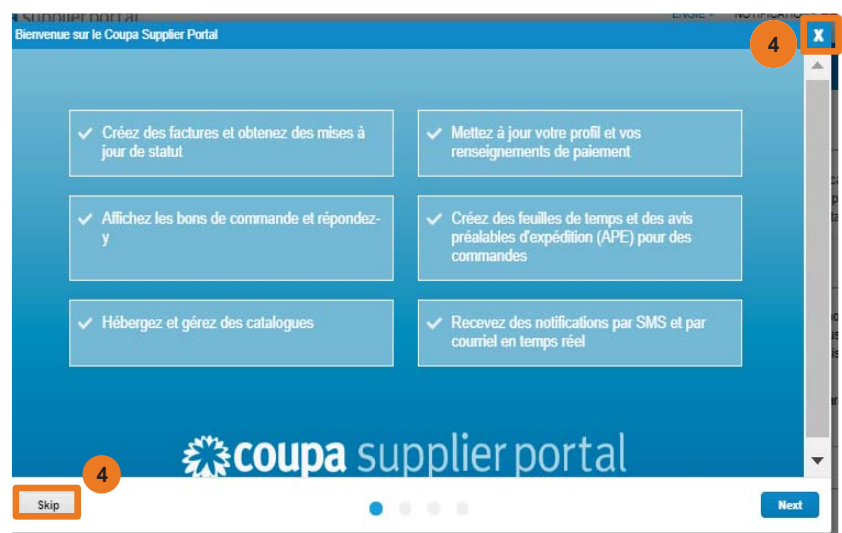 supplier portal
ENGIE
NOTIFICATIONS
Bienvenue sur le Coupa Supplier Portal
4
X
Créez des factures et obtenez des mises à
jour de statut
Mettez à jour votre profil et vos
renseignements de paiement
Affichez les bons de commande et répondez-
y
Créez des feuilles de temps et des avis
préalables d'expédition (APE) pour des
commandes
Hébergez et gérez des catalogues
Recevez des notifications par SMS et par
courriel en temps réel
coupa supplier portal
4
Skip
Next